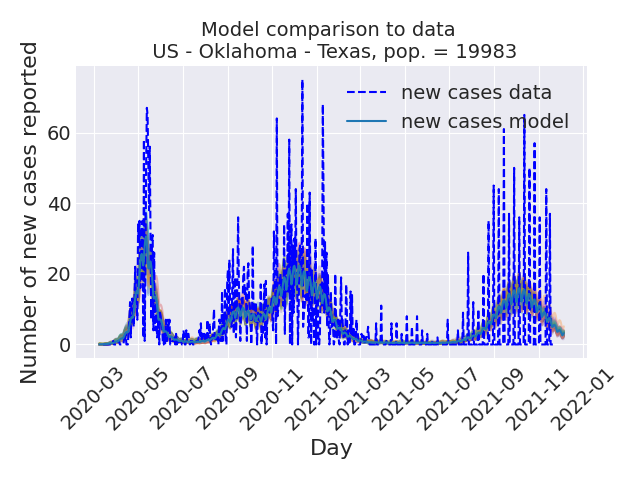 Model comparison to data
US - Oklahoma - Texas, pop. = 19983
Number of new cases reported
60
40
20
0
new cases data
new cases model
2020-03
2020-05
2020-07
2020-09
2020-11
2021-01
2021-03
2021-05
2021-07
2021-09
2021-11
2022-01
Day